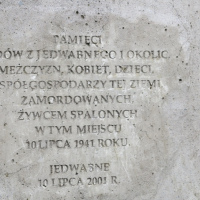 PAMIĘCI
DÓW Z JEDWABNEGO I OKOLIC,
MĘŻCZYZN, KOBIET, DZIECI,
SPÓŁGOSPODARZY TEJ ZIEMI,
ZAMORDOWANYCH,
ŻYWCEM SPALONYCH
W TYM MIEJSCU
10 LIPCA 1941 ROKU.
JEDWABNE
10 LIPCA 2001 R.